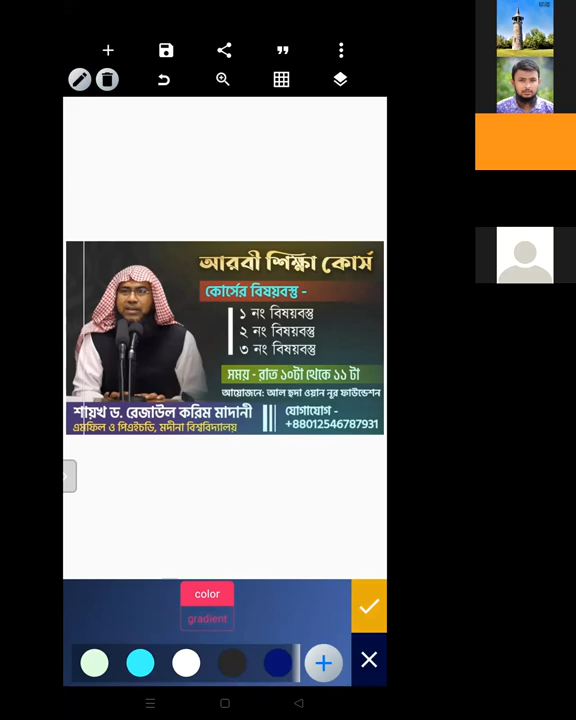 আরবী শিক্ষা কোর্স
কোর্সের বিষয়বস্তু -
১ নং বিষয়বস্তু
২ নং বিষয়বস্তু
৩ নং বিষয়বস্তু
সময় - রাত ১০টা থেকে ১১ টা
আয়োজনে: আল হুদা ওয়ান নূর ফাউন্ডেশন
শায়খ ড. রেজাউল করিম মাদানী
এমফিল ও পিএইচডি, মদীনা বিশ্ববিদ্যালয়
যোগাযোগ -
+88012546787931
color
gradient